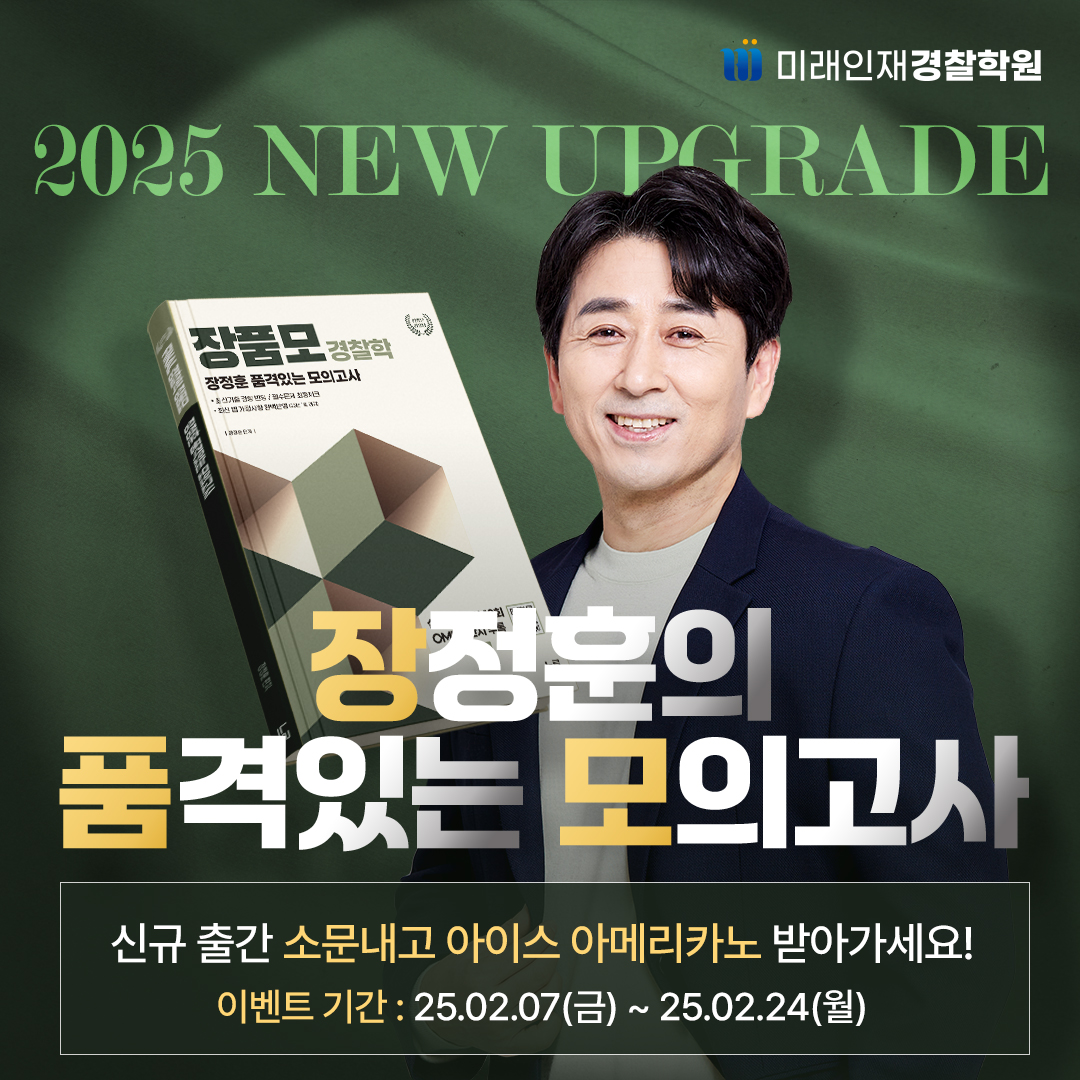 미래인재경찰학원
2025 NEW UPGRADE
장품모 경찰학
장정훈 품격있는 모의고사
장정훈의
품격있는 모의고사
신규 출간 소문내고 아이스 아메리카노 받아가세요!
이벤트 기간 : 25.02.07(금) ~ 25.02.24(월)